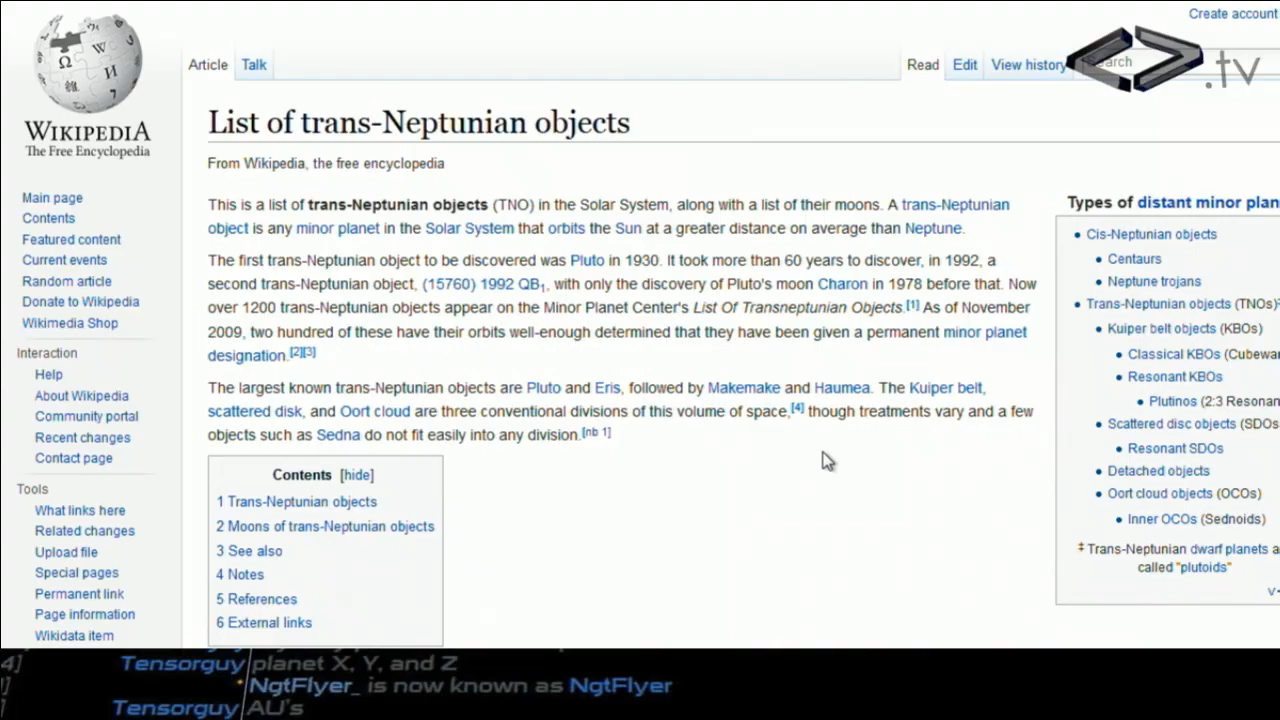 Create account
Search
.tv
WIKIPEDIA
The Free Encyclopedia
Main page
Contents
Featured content
Current events
Random article
Donate to Wikipedia
Wikimedia Shop
Interaction
Help
About Wikipedia
Community portal
Recent changes
Contact page
Tools
What links here
Related changes
Upload file
Special pages
Permanent link
Page information
Wikidata item
Article Talk
Read Edit View history
List of trans-Neptunian objects
From Wikipedia, the free encyclopedia
This is a list of trans-Neptunian objects (TNO) in the Solar System, along with a list of their moons. A trans-Neptunian
object is any minor planet in the Solar System that orbits the Sun at a greater distance on average than Neptune.
The first trans-Neptunian object to be discovered was Pluto in 1930. It took more than 60 years to discover, in 1992, a
second trans-Neptunian object, (15760) 1992 QB1, with only the discovery of Pluto's moon Charon in 1978 before that. Now
over 1200 trans-Neptunian objects appear on the Minor Planet Center's List Of Transneptunian Objects.[1] As of November
2009, two hundred of these have their orbits well-enough determined that they have been given a permanent minor planet
designation.[2][3]
The largest known trans-Neptunian objects are Pluto and Eris, followed by Makemake and Haumea. The Kuiper belt,
scattered disk, and Oort cloud are three conventional divisions of this volume of space,[4] though treatments vary and a few
objects such as Sedna do not fit easily into any division.[nb 1]
Contents [hide]
1 Trans-Neptunian objects
2 Moons of trans-Neptunian objects
3 See also
4 Notes
5 References
6 External links
Types of distant minor plan
Cis-Neptunian objects
Centaurs
Neptune trojans
Trans-Neptunian objects (TNOs)‡
Kuiper belt objects (KBOs)
Classical KBOs (Cubewa
Resonant KBOs
Plutinos (2:3 Resonan
Scattered disc objects (SDOs
Resonant SDOs
Detached objects
Oort cloud objects (OCOs)
Inner OCOs (Sednoids)
‡ Trans-Neptunian dwarf planets a
called "plutoids"
v
4] Tensorguy planet X, Y, and Z
] * NgtFlyer_ is now known as NgtFlyer
] Tensorguy AU's